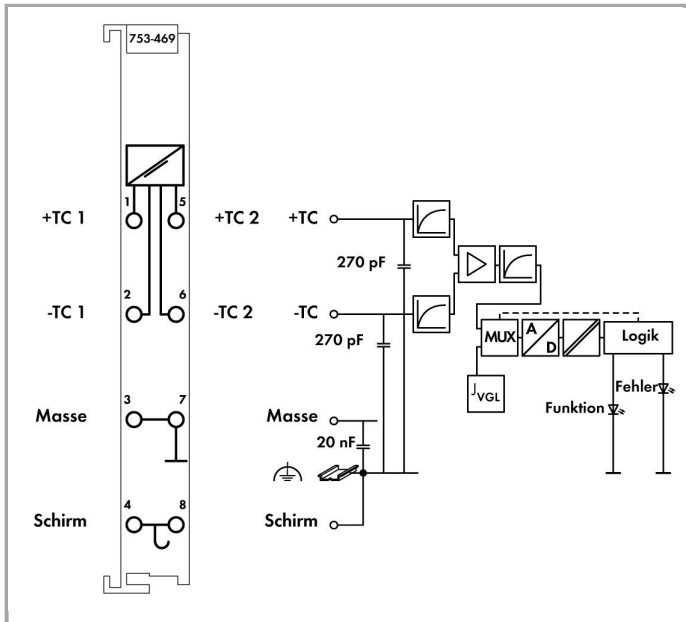 753-469
1 5
+TC 1 +TC 2 +TC
270 pF
2 6
-TC 1 -TC 2 -TC
270 pF
MUX A D Logik
JVGL
Fehler
Funktion
3 7
Masse Masse
20 nF
4 8
Schirm Schirm